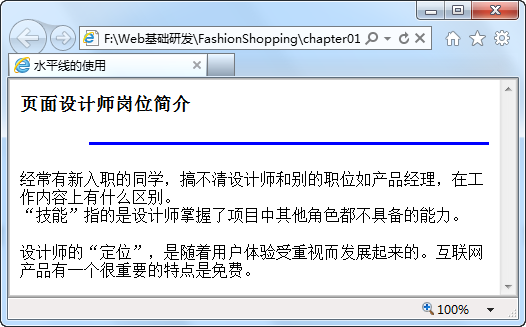 F:\Web基础研发\FashionShopping\chapter01
水平线的使用
页面设计师岗位简介
经常有新入职的同学，搞不清设计师和别的职位如产品经理，在工
作内容上有什么区别。
“技能”指的是设计师掌握了项目中其他角色都不具备的能力。
设计师的“定位”，是随着用户体验受重视而发展起来的。互联网
产品有一个很重要的特点是免费。
100%